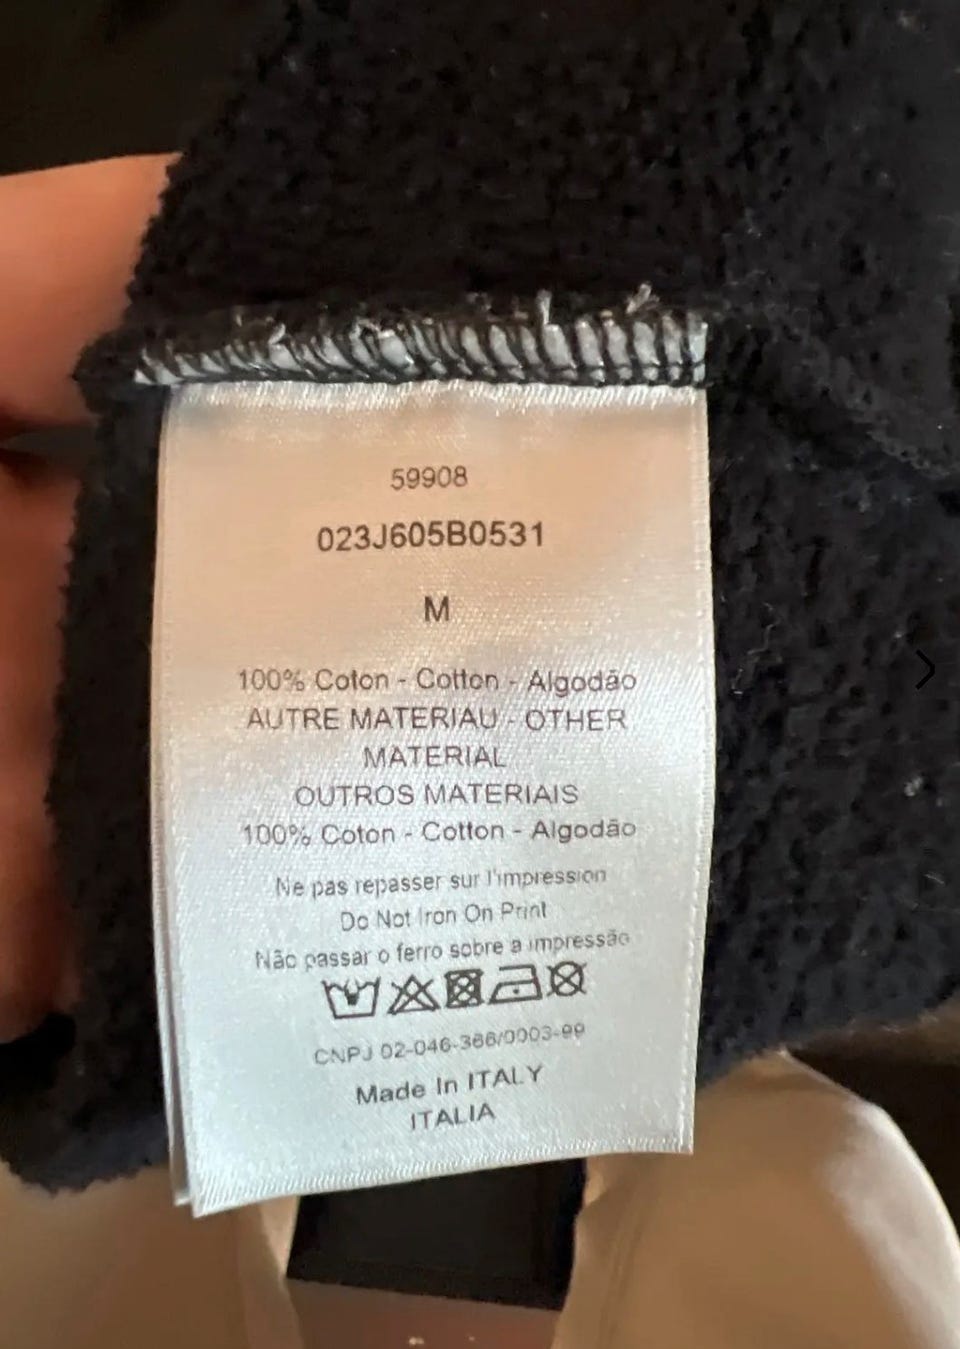 59908
023J605B0531
M
100% Coton - Cotton - Algodão
AUTRE MATERIAU - OTHER
MATERIAL
OUTROS MATERIAIS
100% Coton - Cotton - Algodão
Ne pas repasser sur l'impression
Do Not Iron On Print
Não passar o ferro sobre a impressão
CNPJ 02-046-386/0003-99
Made In ITALY
ITALIA